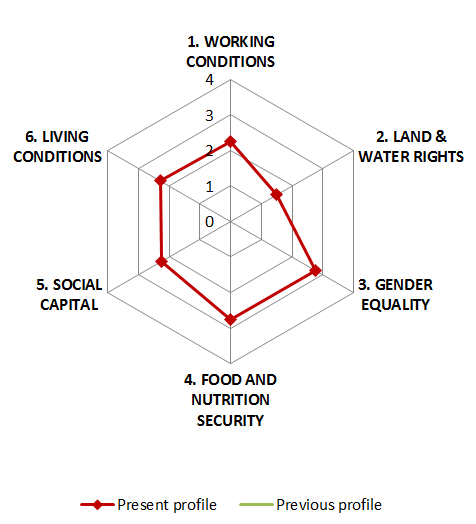 1. WORKING
CONDITIONS
4
3
2
1
0
2. LAND &
WATER RIGHTS
3. GENDER
EQUALITY
4. FOOD AND
NUTRITION
SECURITY
5. SOCIAL
CAPITAL
6. LIVING
CONDITIONS
Present profile
Previous profile